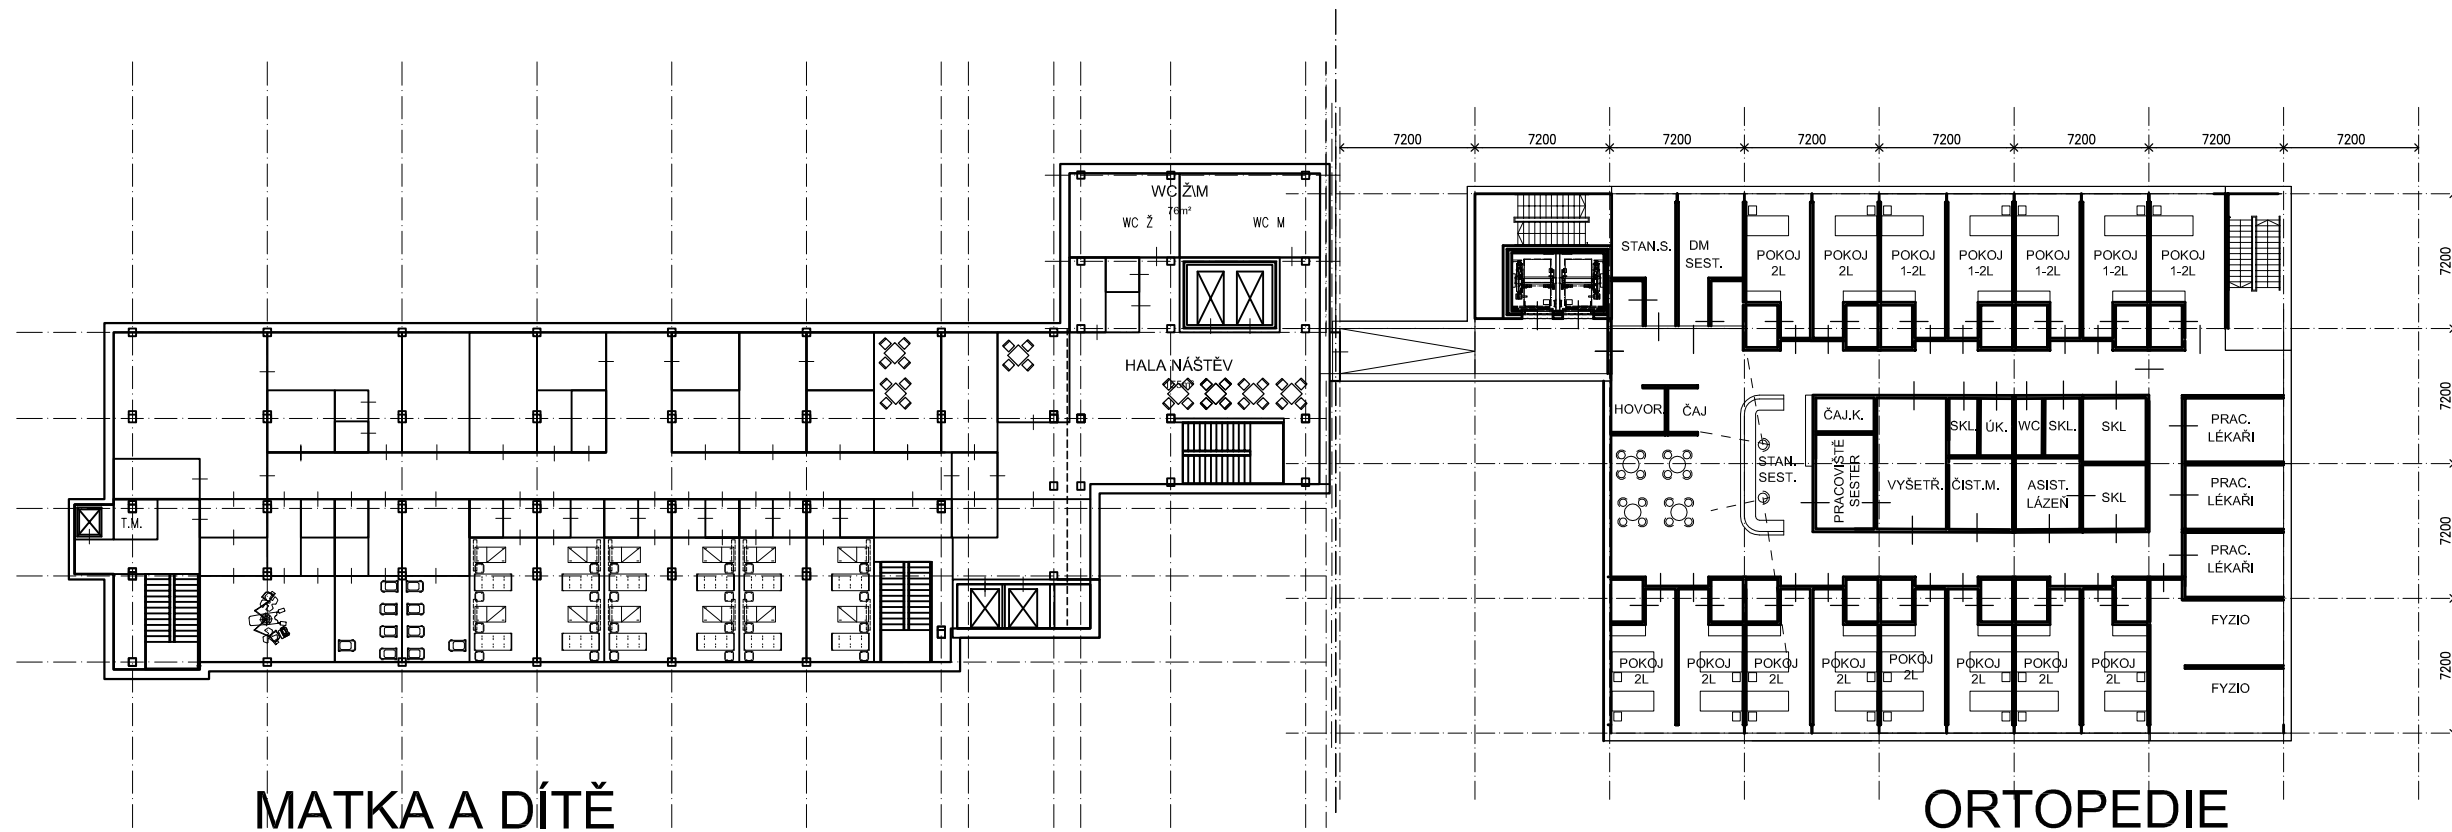 7200 7200 7200 7200 7200 7200 7200 7200
WC Ž\M
76m²
WC Ž
WC M
HALA NÁŠTĚV
T.M.
STAN.S.
DM
SEST.
POKOJ
2L
POKOJ
2L
POKOJ
1-2L
POKOJ
1-2L
POKOJ
1-2L
POKOJ
1-2L
POKOJ
1-2L
7200
7200
7200
7200
HOVOR.
ČAJ
ČAJ.K.
SKL.
ÚK.
WC
SKL.
SKL
PRAC.
LÉKAŘI
STAN.
SEST.
PRACOVIŠTĚ
SESTER
VYŠETŘ.
ČIST.M.
ASIST.
LÁZEŇ
SKL
PRAC.
LÉKAŘI
PRAC.
LÉKAŘI
FYZIO
FYZIO
POKOJ
2L
POKOJ
2L
POKOJ
2L
POKOJ
2L
POKOJ
2L
POKOJ
2L
POKOJ
2L
POKOJ
2L
MATKA A DÍTĚ
ORTOPEDIE